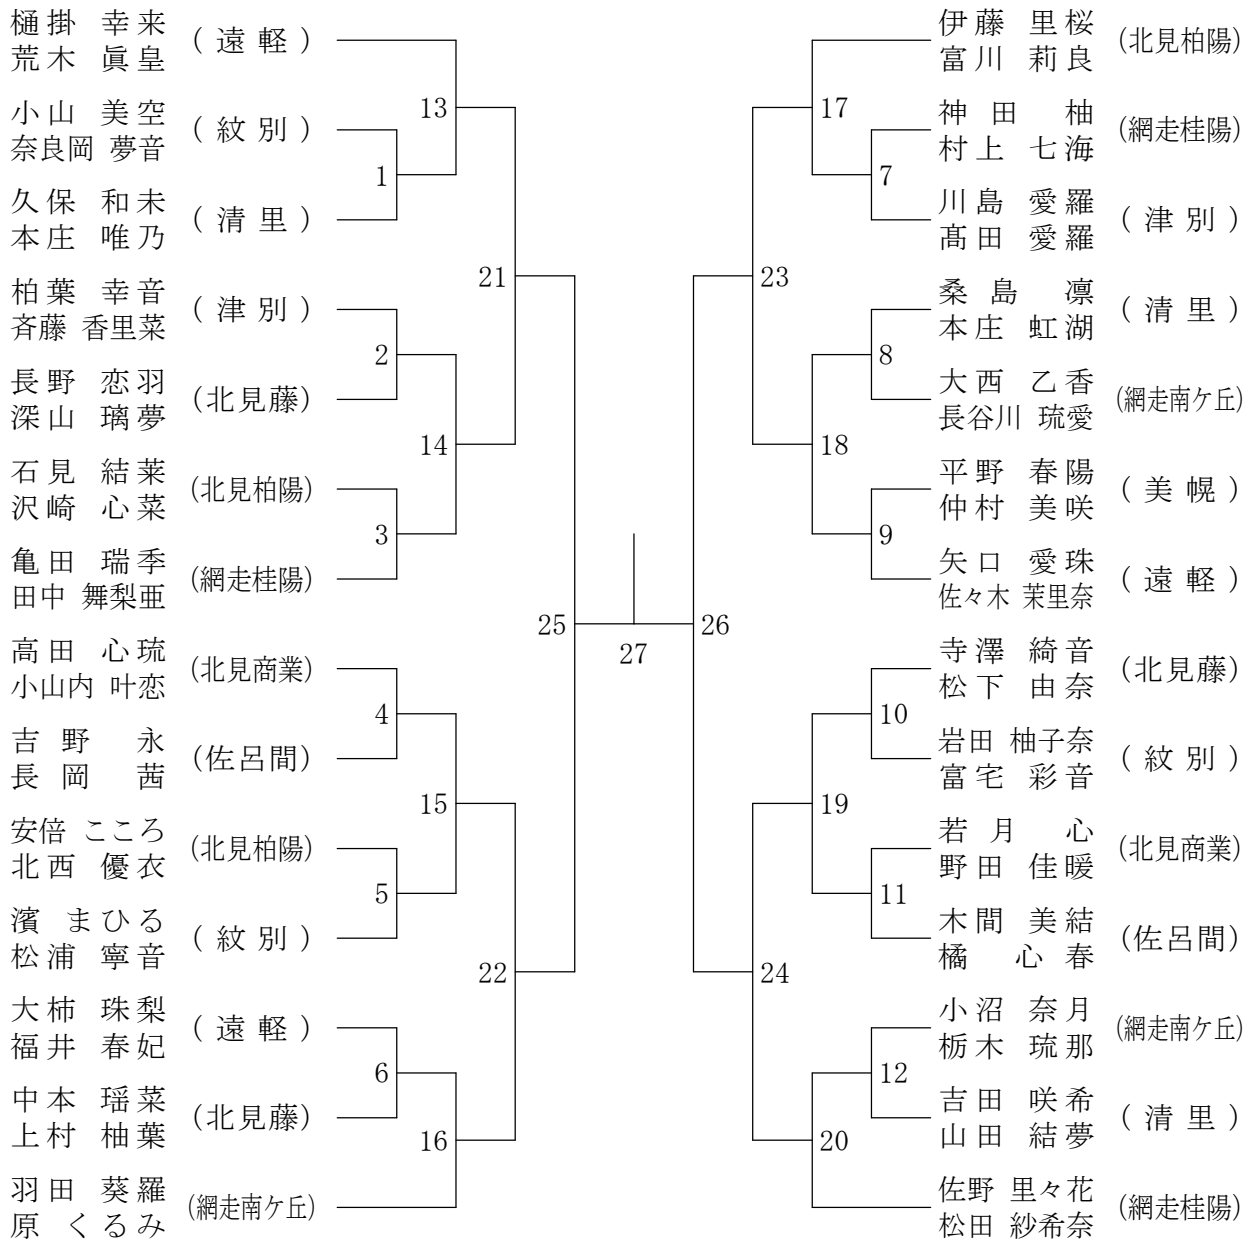 樋掛 幸来
荒木 眞皇
(遠軽)
小山 美空
奈良岡 夢音
(紋別)
久保 和未
本庄 唯乃
(清里)
柏葉 幸音
斉藤 香里菜
(津別)
長野 恋羽
深山 璃夢
(北見藤)
石見 結莱
沢崎 心菜
(北見柏陽)
亀田 瑞季
田中 舞梨亜
(網走桂陽)
高田 心琉
小山内 叶恋
(北見商業)
吉野 永
長岡 茜
(佐呂間)
安倍 こころ
北西 優衣
(北見柏陽)
濱 まひる
松浦 寧音
(紋別)
大柿 珠梨
福井 春妃
(遠軽)
中本 瑶菜
上村 柚葉
(北見藤)
羽田 葵羅
原 くるみ
(網走南ケ丘)
13
1
21
2
14
3
25
4
15
5
22
6
16
27
26
17
7
23
8
18
9
10
19
11
24
12
20
伊藤 里桜
富川 莉良
(北見柏陽)
神田 柚
村上 七海
(網走桂陽)
川島 愛羅
髙田 愛羅
(津別)
桑島 凛
本庄 虹湖
(清里)
大西 乙香
長谷川 琉愛
(網走南ケ丘)
平野 春陽
仲村 美咲
(美幌)
矢口 愛珠
佐々木 茉里奈
(遠軽)
寺澤 綺音
松下 由奈
(北見藤)
岩田 柚子奈
富宅 彩音
(紋別)
若月 心
野田 佳暖
(北見商業)
木間 美結
橘 心春
(佐呂間)
小沼 奈月
栃木 琉那
(網走南ケ丘)
吉田 咲希
山田 結夢
(清里)
佐野 里々花
松田 紗希奈
(網走桂陽)